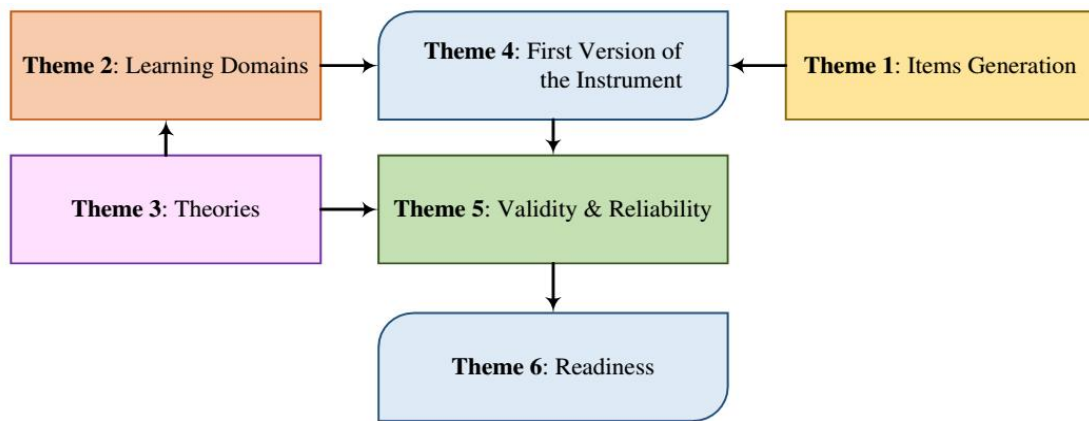 Theme 2: Learning Domains
Theme 4: First Version of
the Instrument
Theme 1: Items Generation
Theme 3: Theories
Theme 5: Validity & Reliability
Theme 6: Readiness